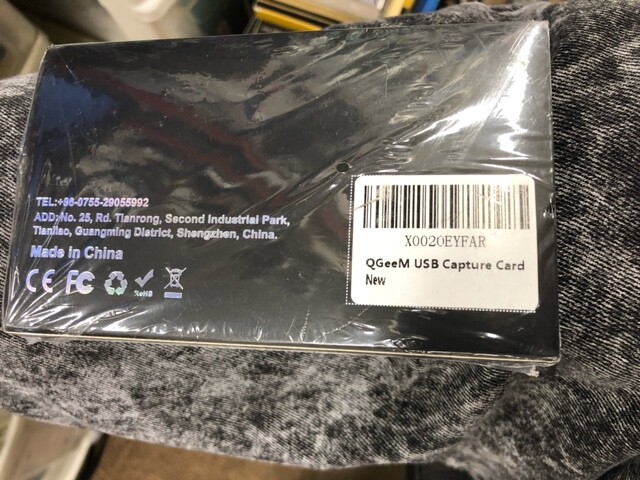 TEL:+86-0755-29055992
ADD:No. 25, Rd. Tianrong, Second Industrial Park,
Tianliao, Guangming District, Shengzhen, China.
Made in China
CE FC RoHS
X0020EYFAR
QGeeM USB Capture Card
New